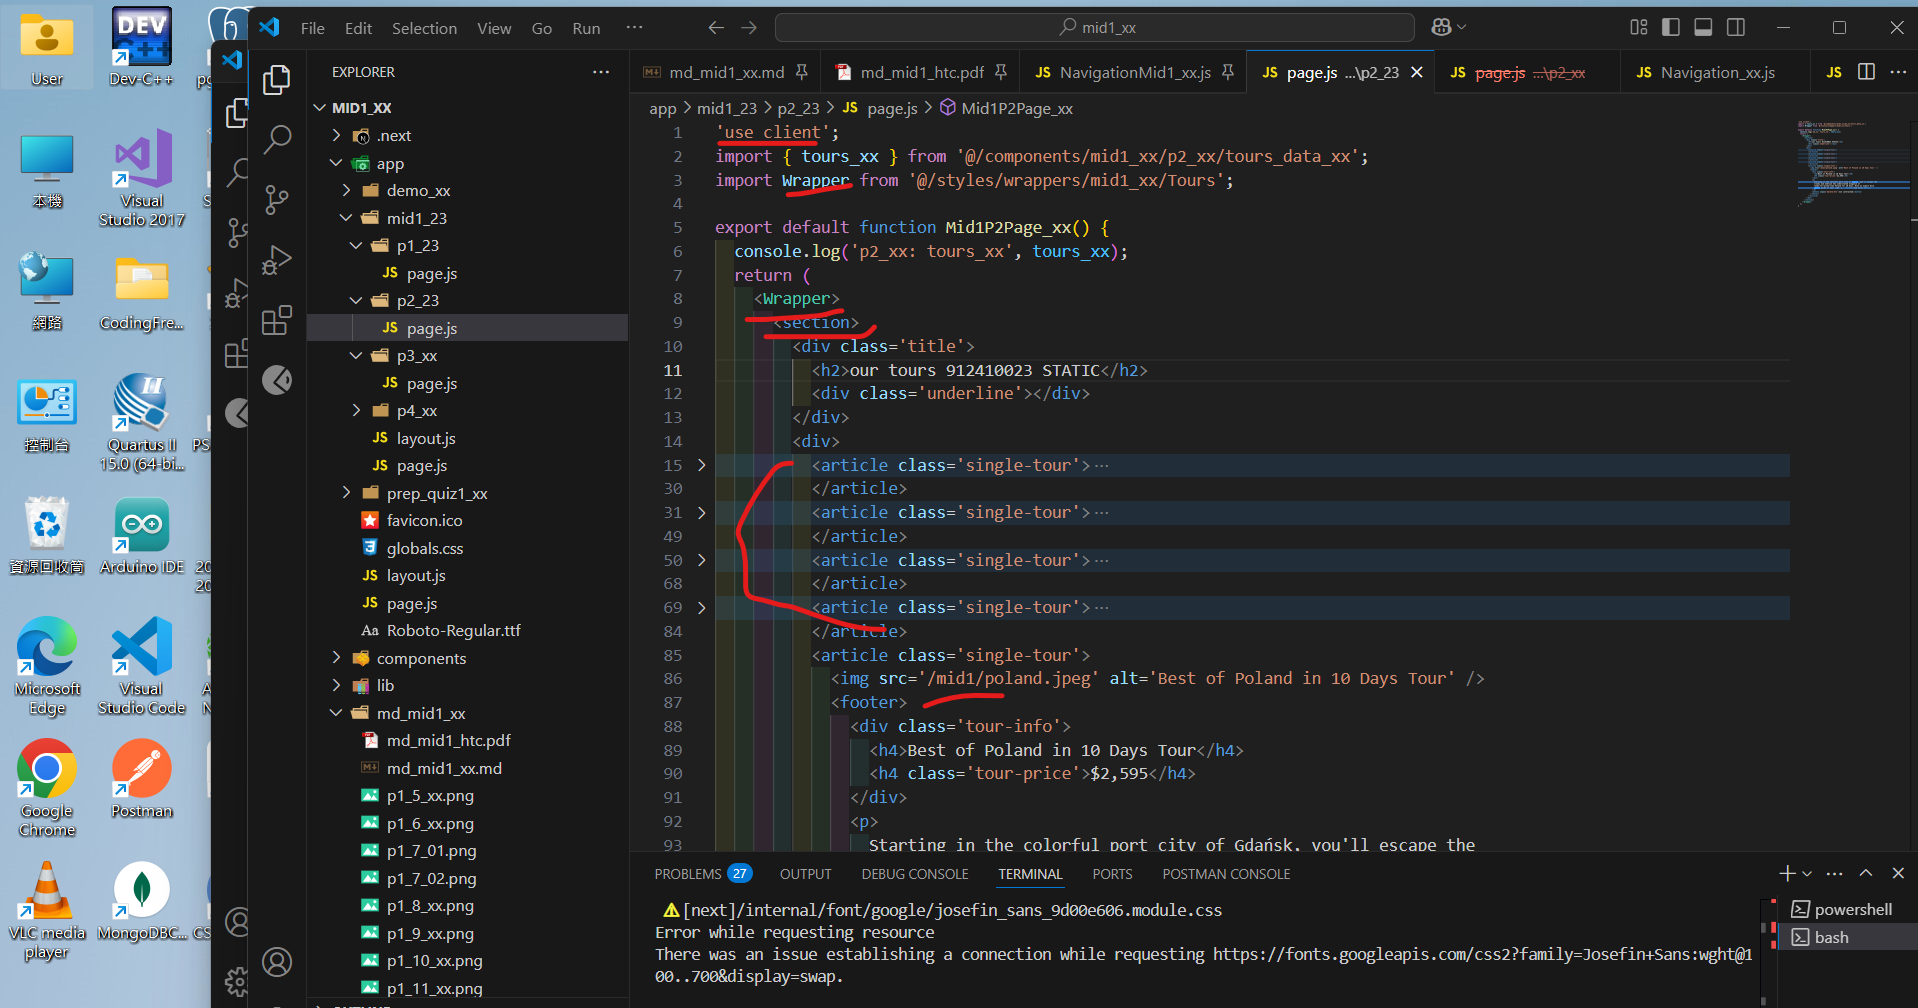 User
Dev-C++
本機
Visual
Studio 2017
網路
CodingFre...
控制台
Quartus II
15.0 (64-bi...
資源回收筒
Arduino IDE
Microsoft
Edge
Visual
Studio Code
Google
Chrome
Postman
VLC media
player
MongoDBC...
File Edit Selection View Go Run ...
mid1_xx
EXPLORER
MID1_XX
.next
app
demo_xx
mid1_23
p1_23
JS page.js
p2_23
JS page.js
p3_xx
JS page.js
p4_xx
JS layout.js
JS page.js
prep_quiz1_xx
favicon.ico
globals.css
JS layout.js
JS page.js
Aa Roboto-Regular.ttf
components
lib
md_mid1_xx
md_mid1_htc.pdf
md_mid1_xx.md
p1_5_xx.png
p1_6_xx.png
p1_7_01.png
p1_7_02.png
p1_8_xx.png
p1_9_xx.png
p1_10_xx.png
p1_11_xx.png
md_mid1_xx.md md_mid1_htc.pdf JS NavigationMid1_xx.js JS page.js ...\p2_23 JS page.js ...\p2_xx JS Navigation_xx.js JS
app > mid1_23 > p2_23 > JS page.js > Mid1P2Page_xx
1 'use client';
2 import { tours_xx } from '@/components/mid1_xx/p2_xx/tours_data_xx';
3 import Wrapper from '@/styles/wrappers/mid1_xx/Tours';
4
5 export default function Mid1P2Page_xx() {
6 console.log('p2_xx: tours_xx', tours_xx);
7 return (
8 <Wrapper>
9 <section>
10 <div class='title'>
11 <h2>our tours 912410023 STATIC</h2>
12 <div class='underline'></div>
13 </div>
14 <div>
15 <article class='single-tour'>...
30 </article>
31 <article class='single-tour'>...
49 </article>
50 <article class='single-tour'>...
68 </article>
69 <article class='single-tour'>...
84 </article>
85 <article class='single-tour'>
86 <img src='/mid1/poland.jpeg' alt='Best of Poland in 10 Days Tour' />
87 <footer>
88 <div class='tour-info'>
89 <h4>Best of Poland in 10 Days Tour</h4>
90 <h4 class='tour-price'>$2,595</h4>
91 </div>
92 <p>
93 Starting in the colorful port city of Gdańsk, you'll escape the
PROBLEMS 27 OUTPUT DEBUG CONSOLE TERMINAL PORTS POSTMAN CONSOLE
[next]/internal/font/google/josefin_sans_9d00e606.module.css
Error while requesting resource
There was an issue establishing a connection while requesting https://fonts.googleapis.com/css2?family=Josefin+Sans:wght@1
00..700&display=swap.
powershell
bash